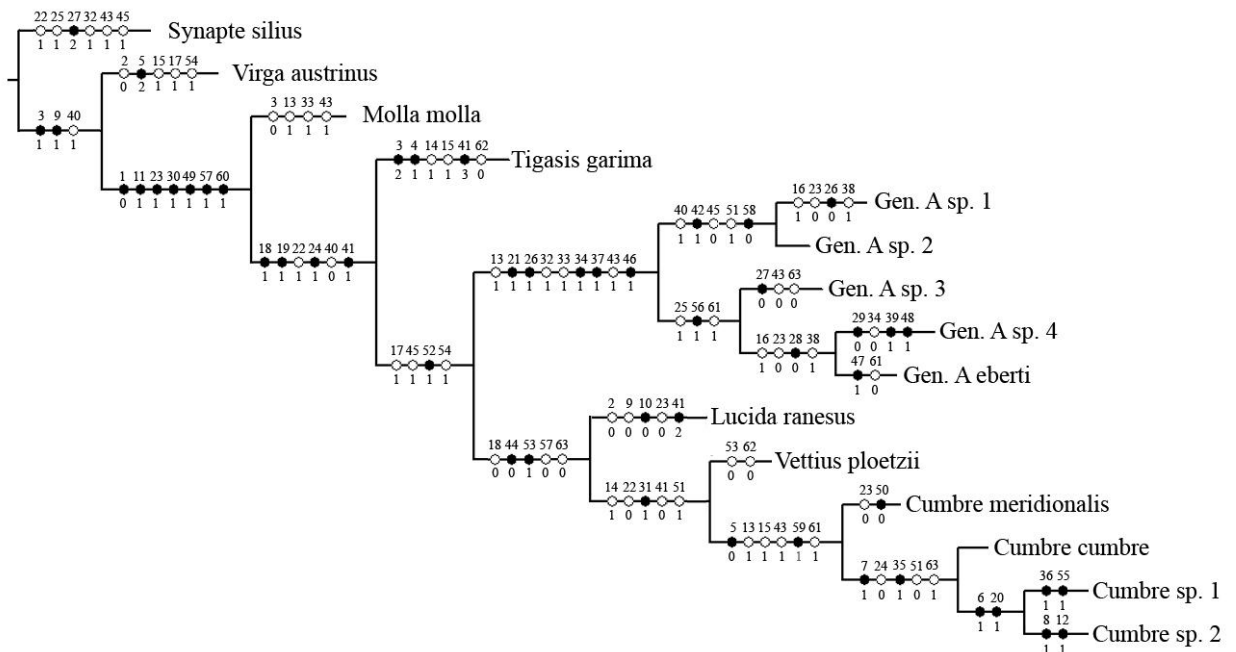 22 25 27 32 43 45
1 1 2 1 1 1
Synapte silius
2 5 15 17 54
0 2 1 1 1
Virga austrinus
3 9 40
1 1 1
3 13 33 43
0 1 1 1
Molla molla
1 11 23 30 49 57 60
0 1 1 1 1 1 1
3 4 14 15 41 62
2 1 1 1 3 0
Tigasis garima
18 19 22 24 40 41
1 1 1 1 0 1
16 23 26 38
1 0 0 1
Gen. A sp. 1
40 42 45 51 58
1 1 0 1 0
Gen. A sp. 2
13 21 26 32 33 34 37 43 46
1 1 1 1 1 1 1 1 1
27 43 63
0 0 0
Gen. A sp. 3
25 56 61
1 1 1
29 34 39 48
0 0 1 1
Gen. A sp. 4
16 23 28 38
1 0 0 1
47 61
1 0
Gen. A eberti
17 45 52 54
1 1 1 1
2 9 10 23 41
0 0 0 0 2
Lucida ranesus
18 44 53 57 63
0 0 1 0 0
53 62
0 0
Vettius ploetzii
14 22 31 41 51
1 0 1 0 1
23 50
0 0
Cumbre meridionalis
5 13 15 43 59 61
0 1 1 1 1 1
Cumbre cumbre
7 24 35 51 63
1 0 1 0 1
36 55
1 1
Cumbre sp. 1
6 20
1 1
8 12
1 1
Cumbre sp. 2